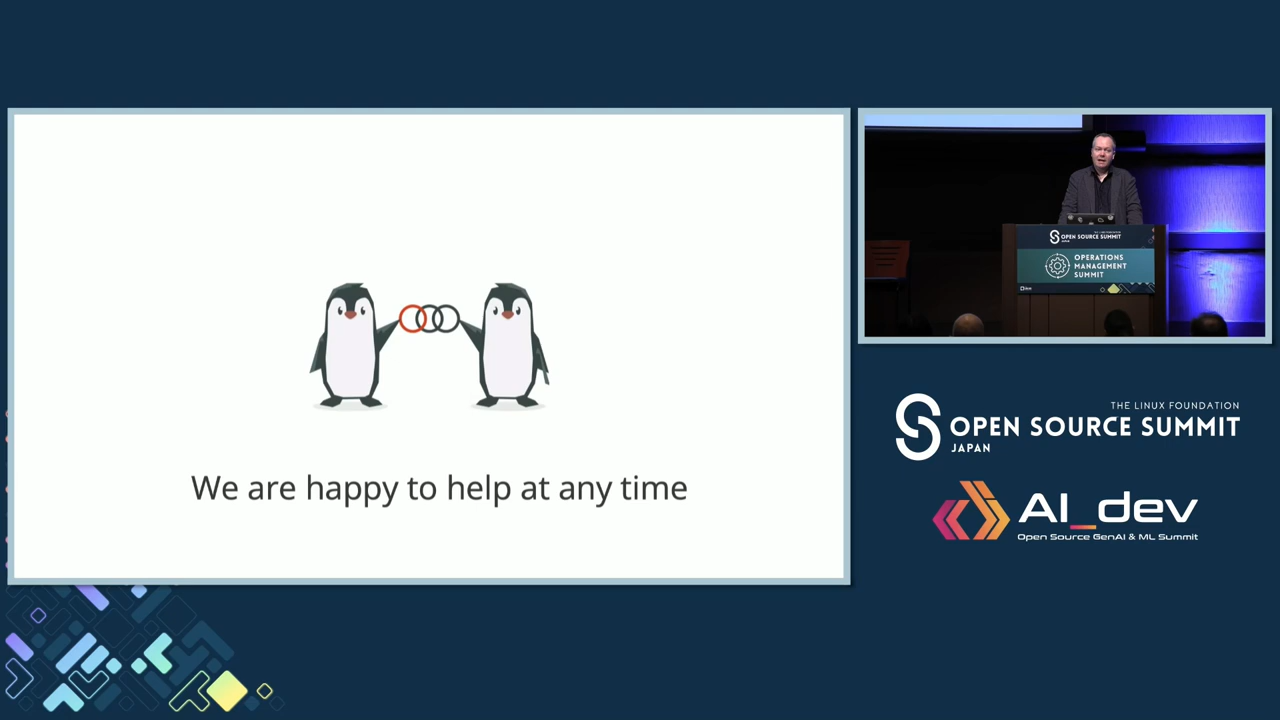 We are happy to help at any time
OPEN SOURCE SUMMIT
JAPAN
OPERATIONS
MANAGEMENT
SUMMIT
THE LINUX FOUNDATION
OPEN SOURCE SUMMIT
JAPAN
AI_dev
Open Source GenAI & ML Summit